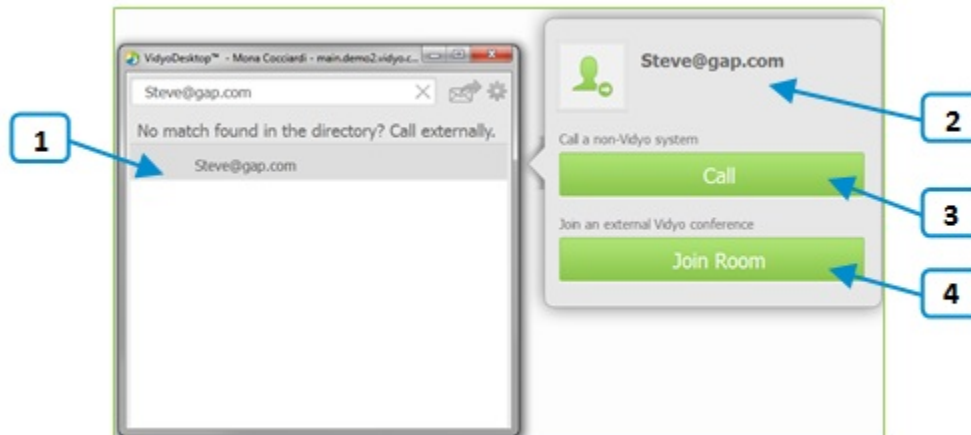 VidyoDesktop™ - Mona Cocciardi - main.demo2.vidyo.c...
Steve@gap.com
No match found in the directory? Call externally.
Steve@gap.com
Steve@gap.com
Call a non-Vidyo system
Call
Join an external Vidyo conference
Join Room
1
2
3
4